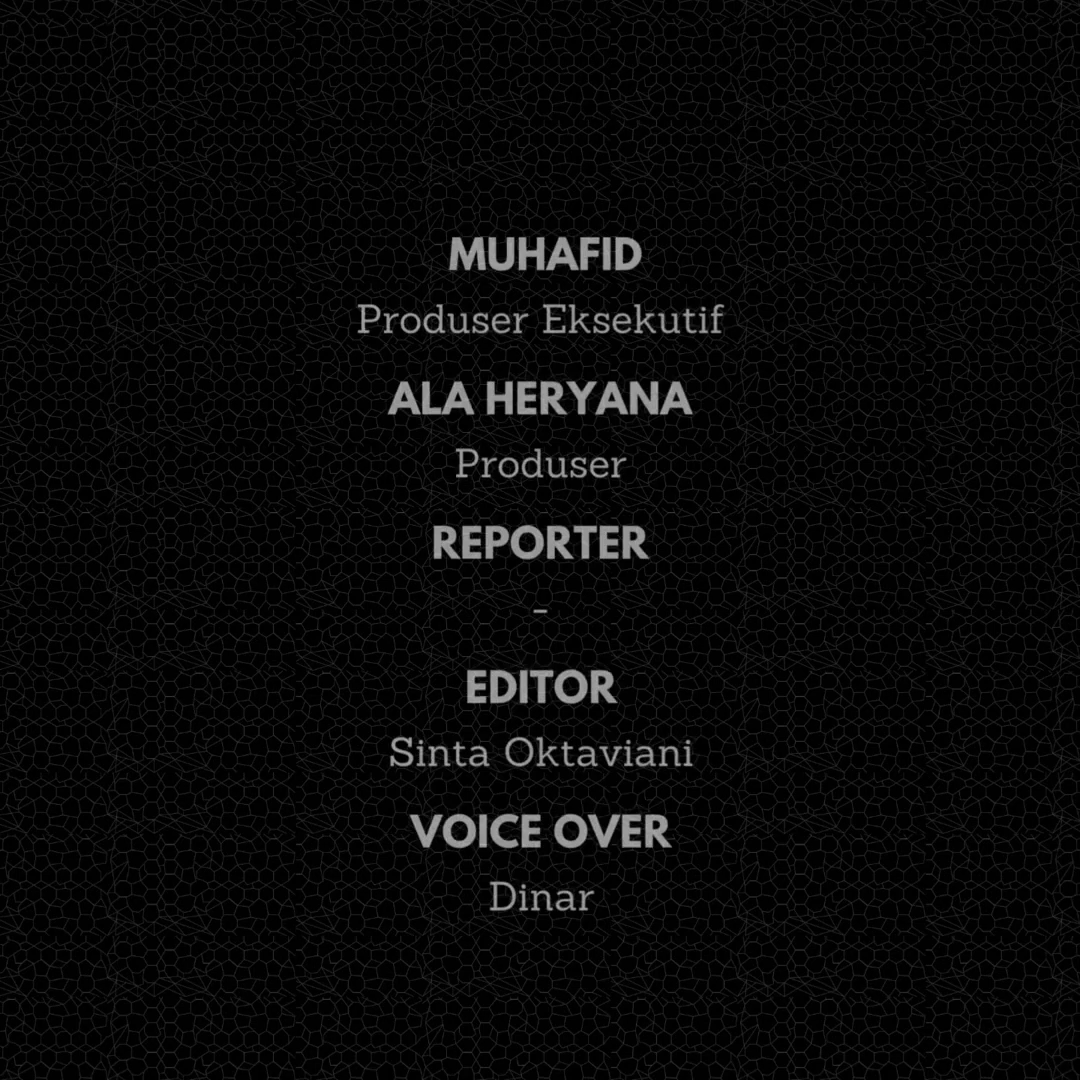 MUHAFID
Produser Eksekutif
ALA HERYANA
Produser
REPORTER
-
EDITOR
Sinta Oktaviani
VOICE OVER
Dinar